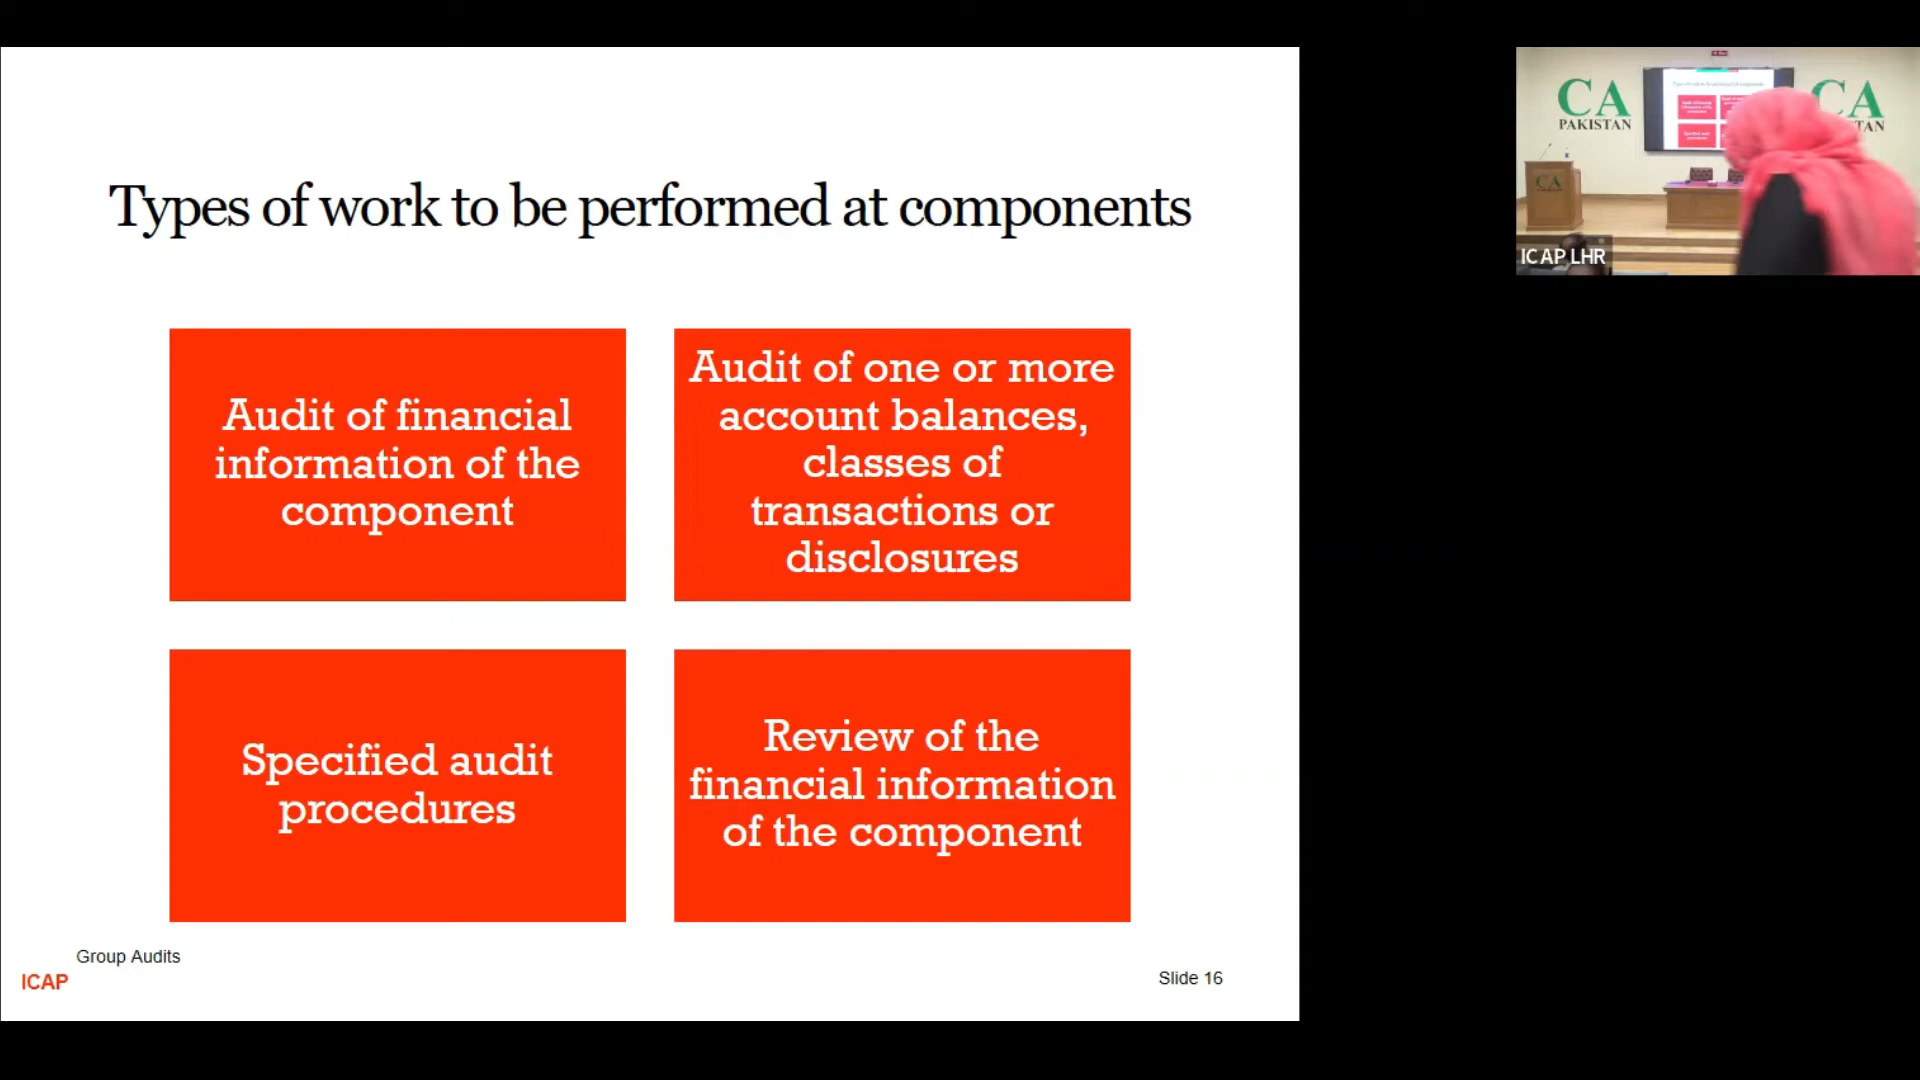 Types of work to be performed at components
Audit of financial
information of the
component
Audit of one or more
account balances,
classes of
transactions or
disclosures
Specified audit
procedures
Review of the
financial information
of the component
Group Audits
ICAP
Slide 16
CA
PAKISTAN
CA
TAN
CA
ICAP LHR